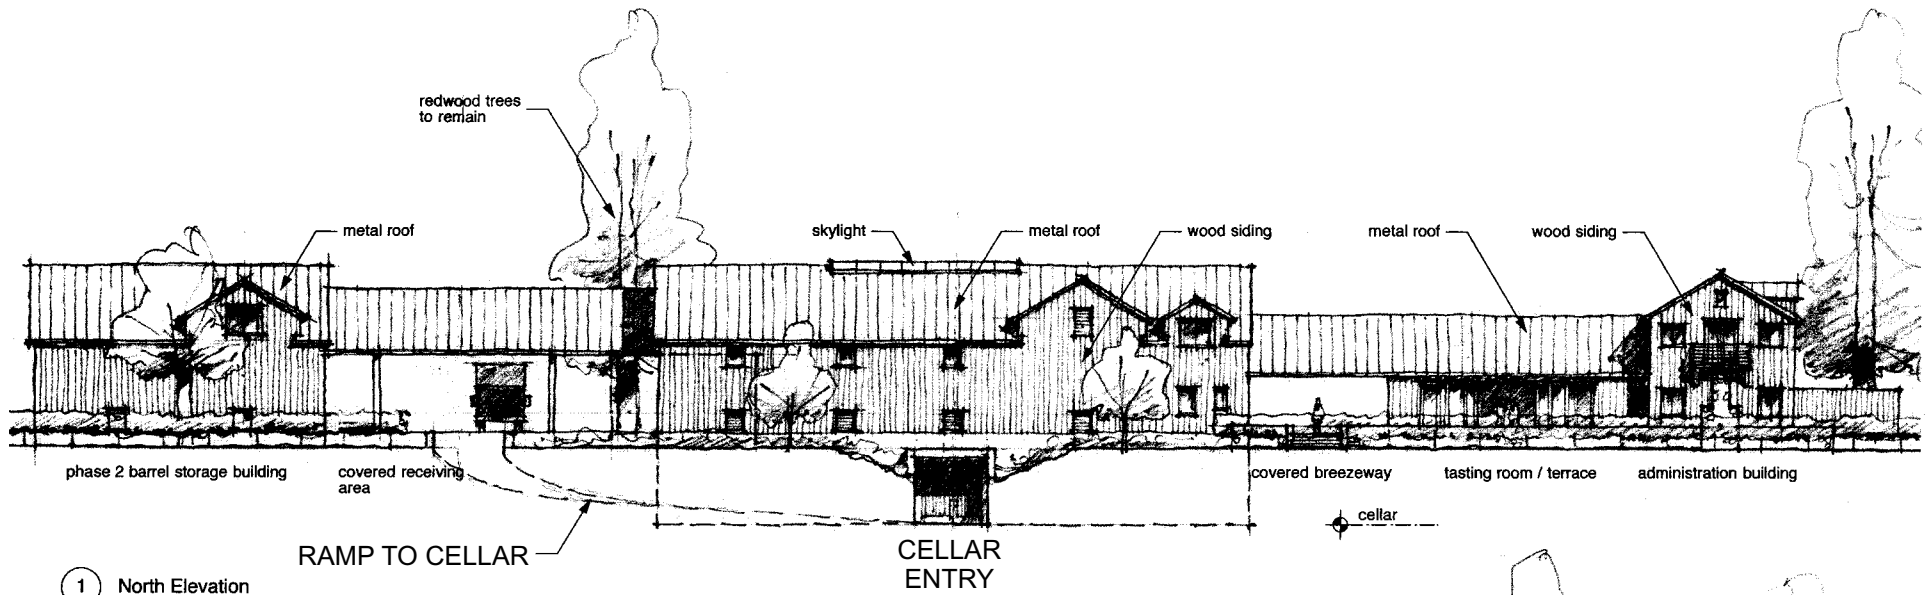 redwood trees
to remain
metal roof
skylight
metal roof
wood siding
metal roof
wood siding
phase 2 barrel storage building
covered receiving
area
covered breezeway
tasting room / terrace
administration building
cellar
RAMP TO CELLAR
CELLAR
ENTRY
1 North Elevation